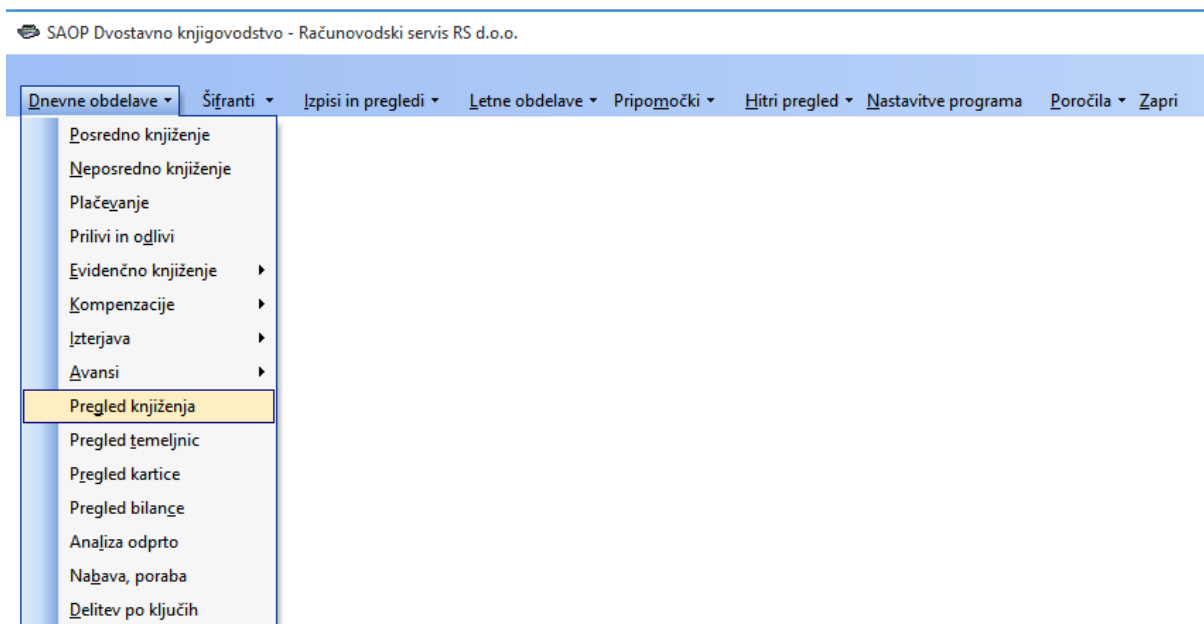 SAOP Dvostavno knjigovodstvo - Računovodski servis RS d.o.o.
Dnevne obdelave Šifranti Izpisi in pregledi Letne obdelave Pripomočki Hitri pregled Nastavitve programa Poročila Zapri
Posredno knjiženje
Neposredno knjiženje
Plačevanje
Prilivi in odlivi
Evidenčno knjiženje
Kompenzacije
Izterjava
Avansi
Pregled knjiženja
Pregled temeljnic
Pregled kartice
Pregled bilance
Analiza odprto
Nabava, poraba
Delitev po ključih